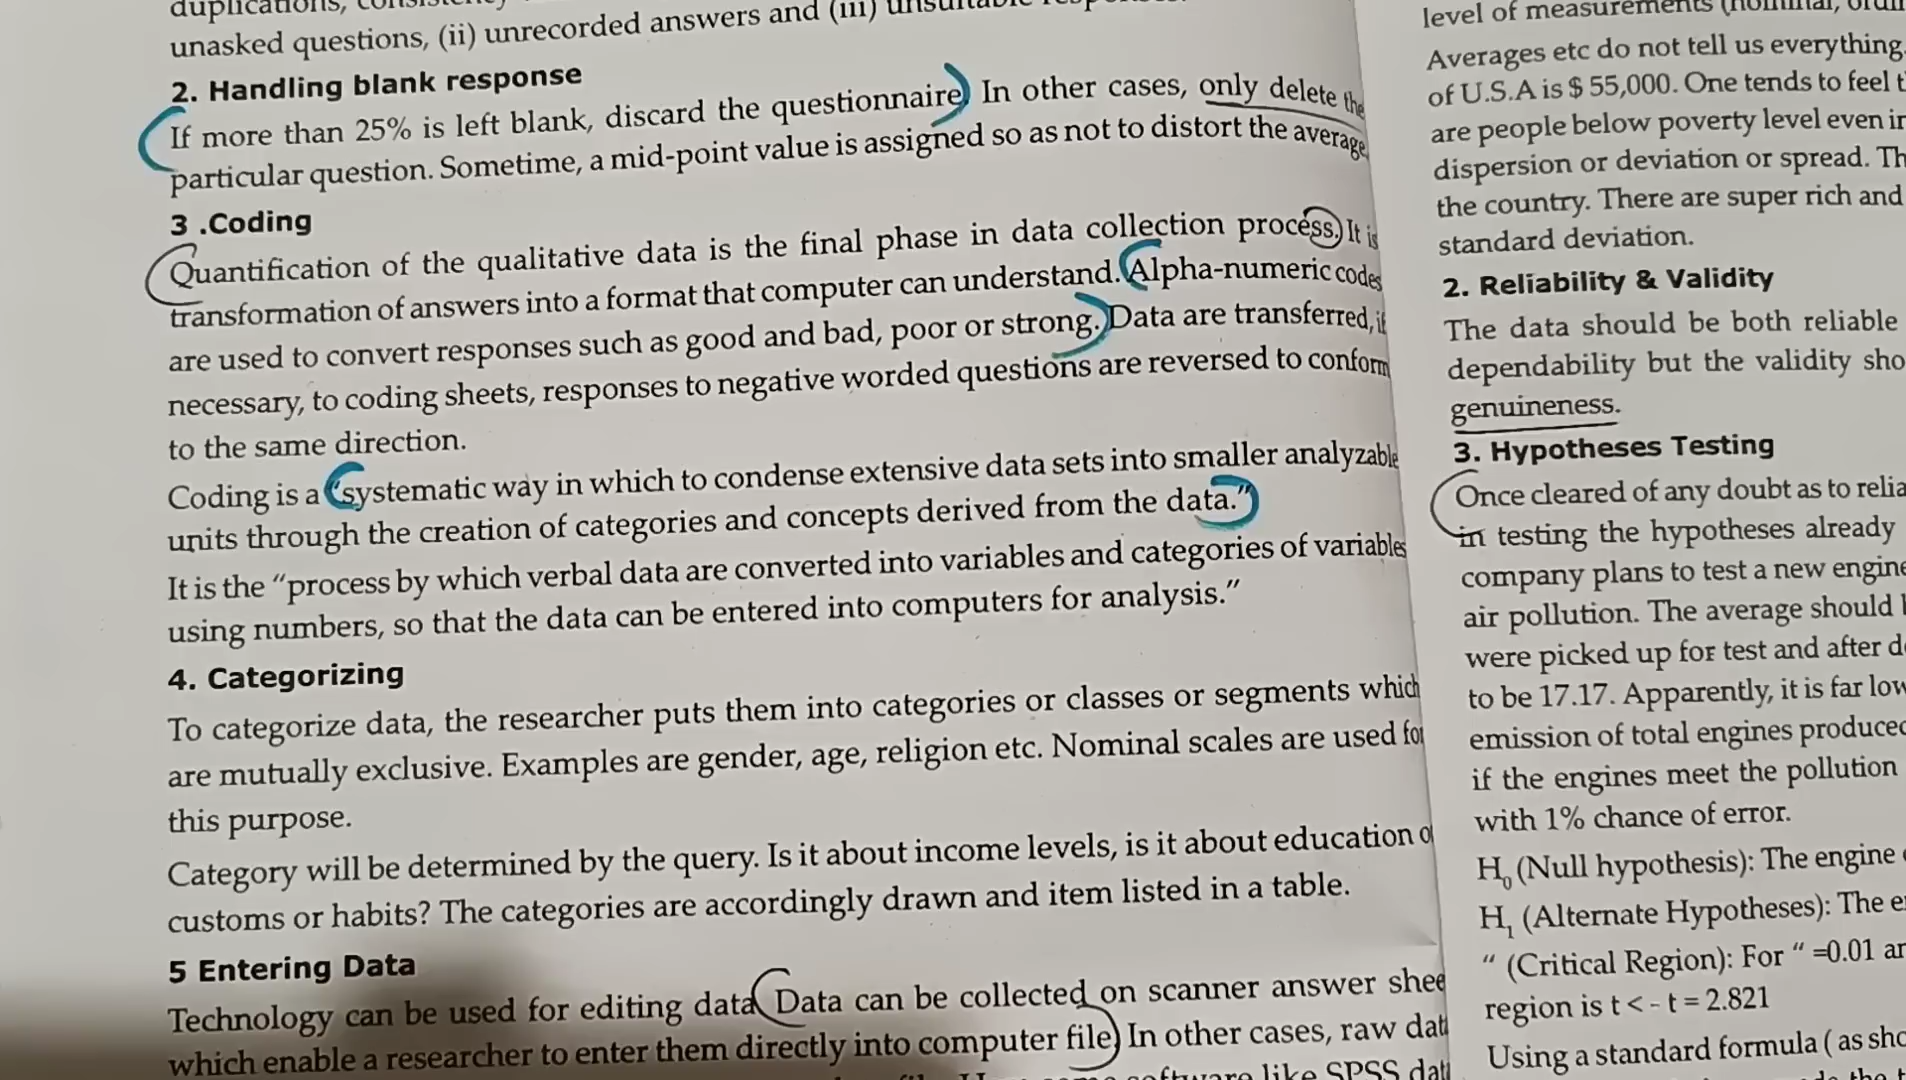 unasked questions, (ii) unrecorded answers and (iii)
2. Handling blank response
If more than 25% is left blank, discard the questionnaire. In other cases, only delete the
particular question. Sometime, a mid-point value is assigned so as not to distort the average.
3 .Coding
Quantification of the qualitative data is the final phase in data collection process. It is
transformation of answers into a format that computer can understand. Alpha-numeric codes
are used to convert responses such as good and bad, poor or strong. Data are transferred, if
necessary, to coding sheets, responses to negative worded questions are reversed to conform
to the same direction.
Coding is a "systematic way in which to condense extensive data sets into smaller analyzable
units through the creation of categories and concepts derived from the data."
It is the "process by which verbal data are converted into variables and categories of variables
using numbers, so that the data can be entered into computers for analysis."
4. Categorizing
To categorize data, the researcher puts them into categories or classes or segments which
are mutually exclusive. Examples are gender, age, religion etc. Nominal scales are used for
this purpose.
Category will be determined by the query. Is it about income levels, is it about education or
customs or habits? The categories are accordingly drawn and item listed in a table.
5 Entering Data
Technology can be used for editing data. Data can be collected on scanner answer shee
which enable a researcher to enter them directly into computer file. In other cases, raw dat
software like SPSS dat
level of measurements (nominal,
Averages etc do not tell us everything.
of U.S.A is $ 55,000. One tends to feel
are people below poverty level even in
dispersion or deviation or spread. Th
the country. There are super rich and
standard deviation.
2. Reliability & Validity
The data should be both reliable
dependability but the validity sho
genuineness.
3. Hypotheses Testing
Once cleared of any doubt as to relia
in testing the hypotheses already
company plans to test a new engine
air pollution. The average should
were picked up for test and after
to be 17.17. Apparently, it is far low
emission of total engines produced
if the engines meet the pollution
with 1% chance of error.
H0 (Null hypothesis): The engine
H1 (Alternate Hypotheses): The
" (Critical Region): For " =0.01
region is t < - t = 2.821
Using a standard formula ( as sho